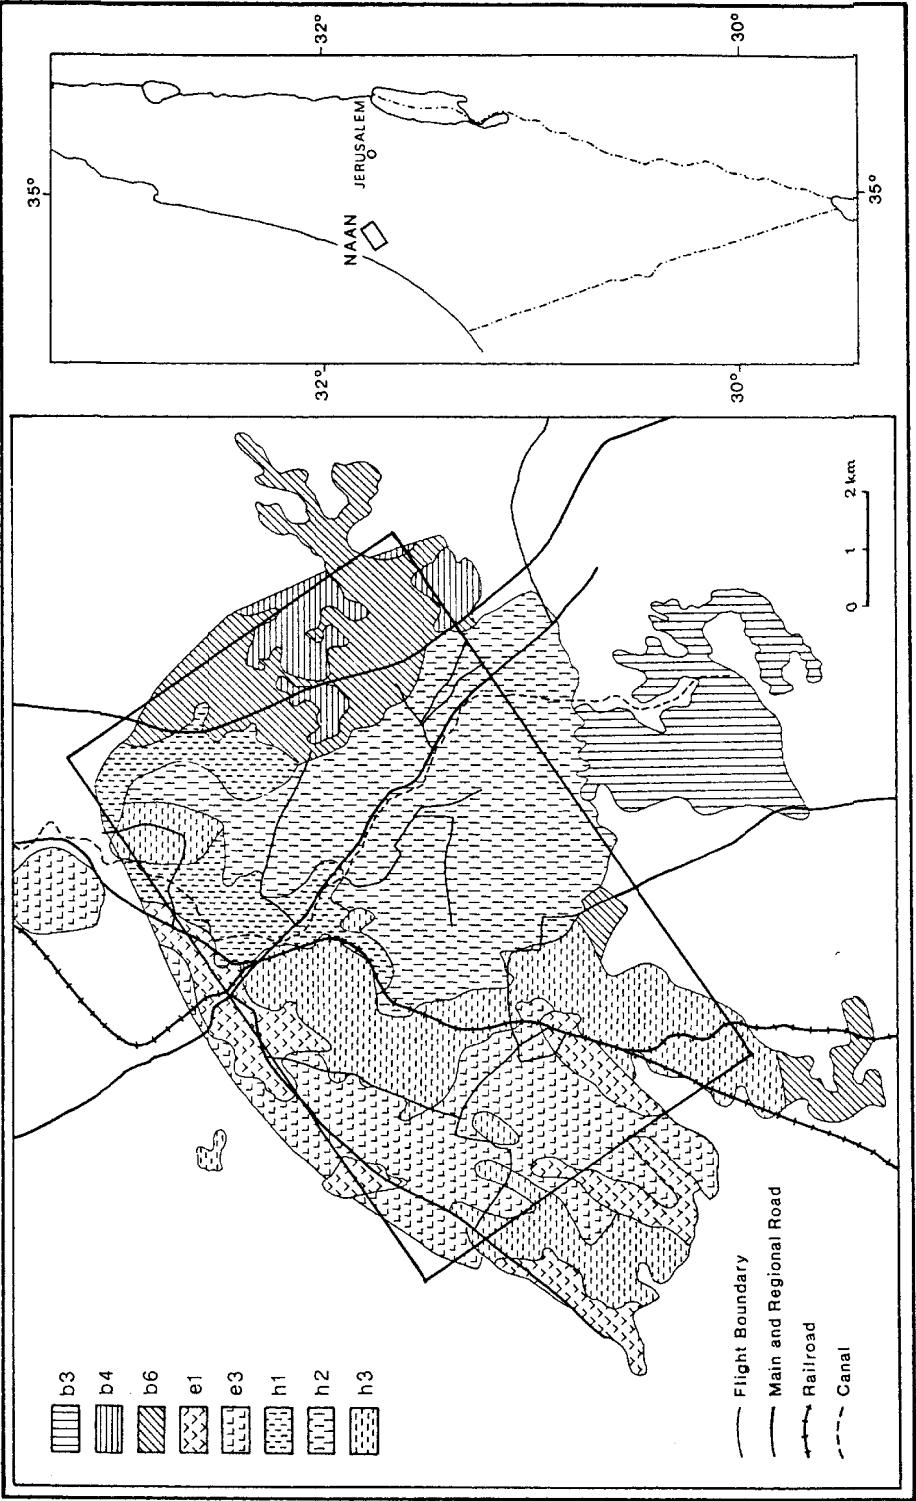 b3
b4
b6
e1
e3
h1
h2
h3
Flight Boundary
Main and Regional Road
Railroad
Canal
0 1 2 km
32°
30°
35°
35°
32°
30°
NAAN
JERUSALEM